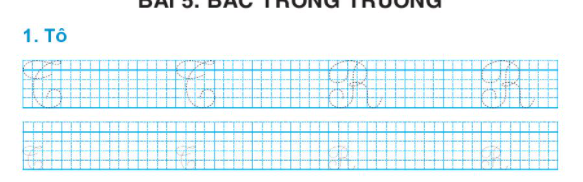 BÀI 5: BÁC TRỐNG TRƯỜNG
1. Tô
T T R R
T T R R